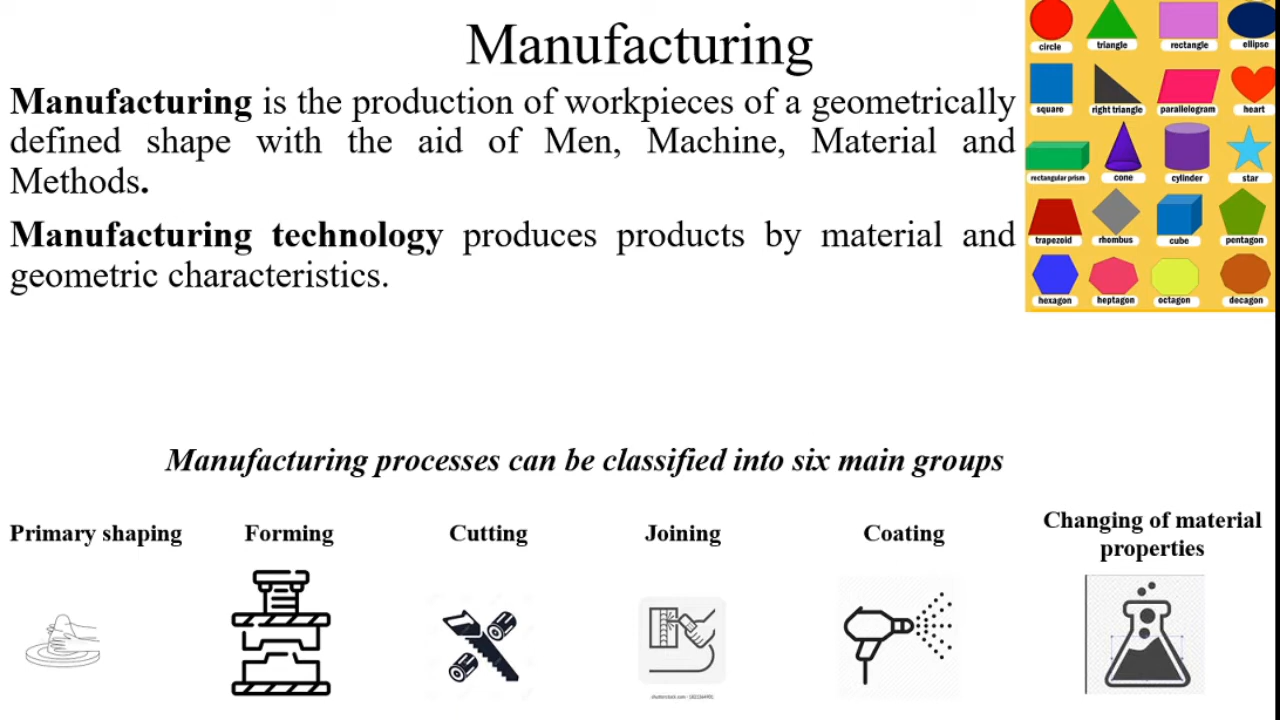 Manufacturing
Manufacturing is the production of workpieces of a geometrically
defined shape with the aid of Men, Machine, Material and
Methods.
Manufacturing technology produces products by material and
geometric characteristics.
circle triangle rectangle ellipse
square right triangle parallelogram heart
rectangular prism cone cylinder star
trapezoid rhombus cube pentagon
hexagon heptagon octagon decagon
Manufacturing processes can be classified into six main groups
Primary shaping
Forming
Cutting
Joining
Coating
Changing of material
properties